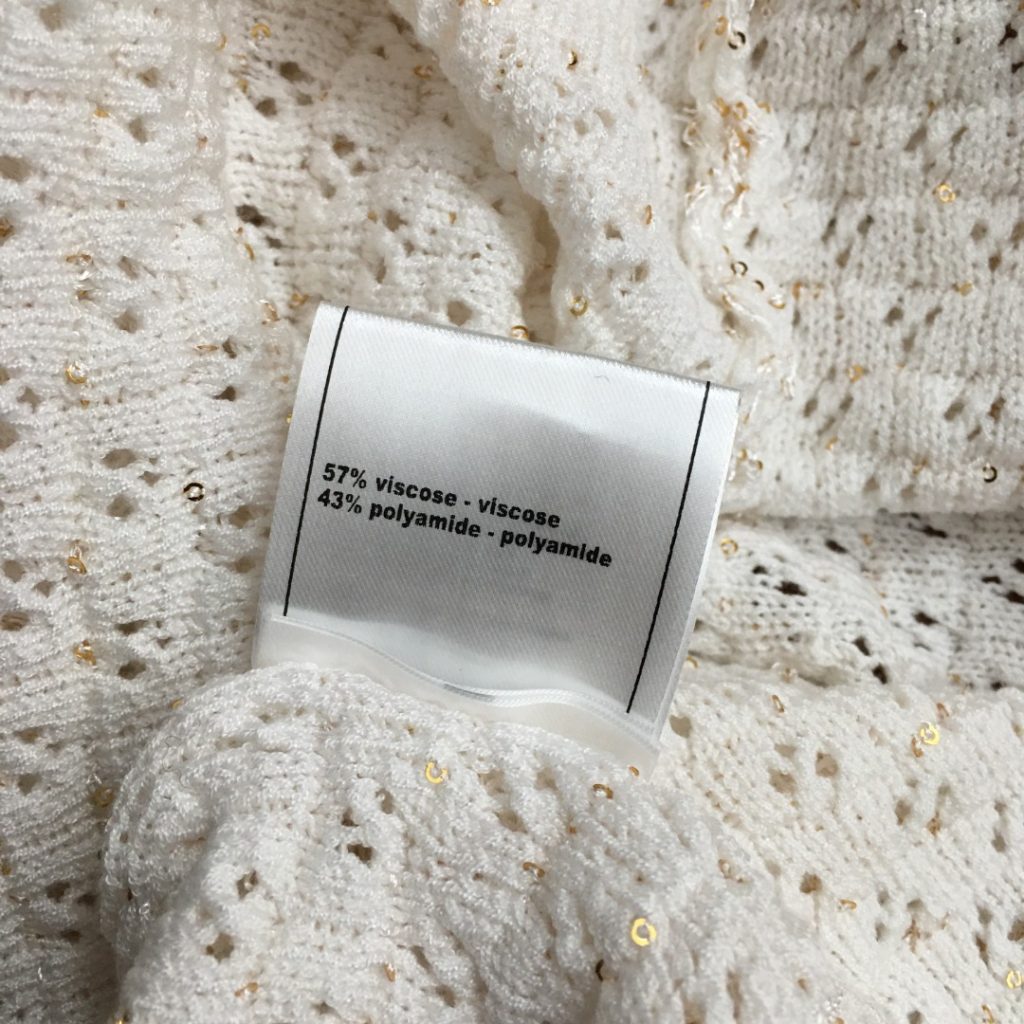 57% viscose - viscose
43% polyamide - polyamide